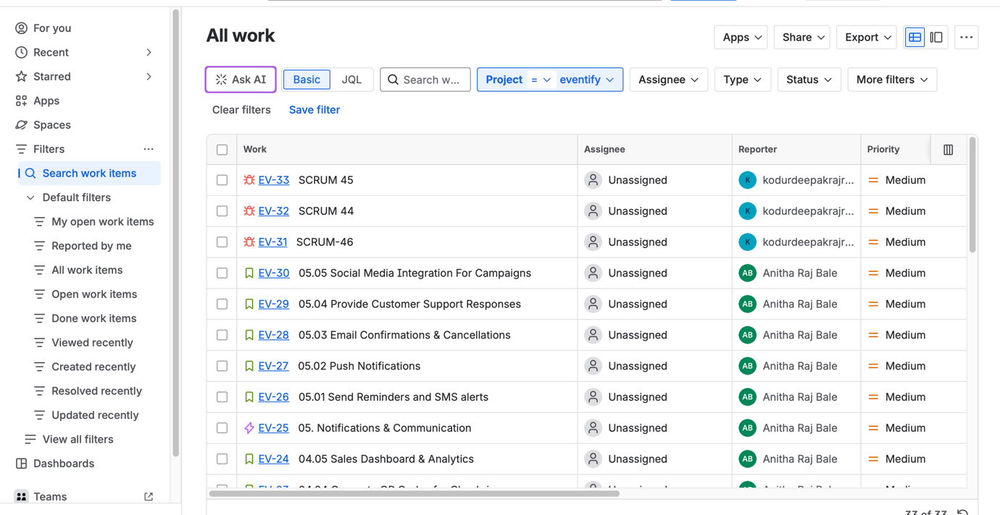 For you
Recent
Starred
Apps
Spaces
Filters
Search work items
Default filters
My open work items
Reported by me
All work items
Open work items
Done work items
Viewed recently
Created recently
Resolved recently
Updated recently
View all filters
Dashboards
Teams
All work
Apps Share Export
Ask AI Basic JQL Search w... Project = eventify Assignee Type Status More filters
Clear filters Save filter
Work Assignee Reporter Priority
EV-33 SCRUM 45 Unassigned K kodurdeepakrajr... Medium
EV-32 SCRUM 44 Unassigned K kodurdeepakrajr... Medium
EV-31 SCRUM-46 Unassigned K kodurdeepakrajr... Medium
EV-30 05.05 Social Media Integration For Campaigns Unassigned AB Anitha Raj Bale Medium
EV-29 05.04 Provide Customer Support Responses Unassigned AB Anitha Raj Bale Medium
EV-28 05.03 Email Confirmations & Cancellations Unassigned AB Anitha Raj Bale Medium
EV-27 05.02 Push Notifications Unassigned AB Anitha Raj Bale Medium
EV-26 05.01 Send Reminders and SMS alerts Unassigned AB Anitha Raj Bale Medium
EV-25 05. Notifications & Communication Unassigned AB Anitha Raj Bale Medium
EV-24 04.05 Sales Dashboard & Analytics Unassigned AB Anitha Raj Bale Medium
33 of 33